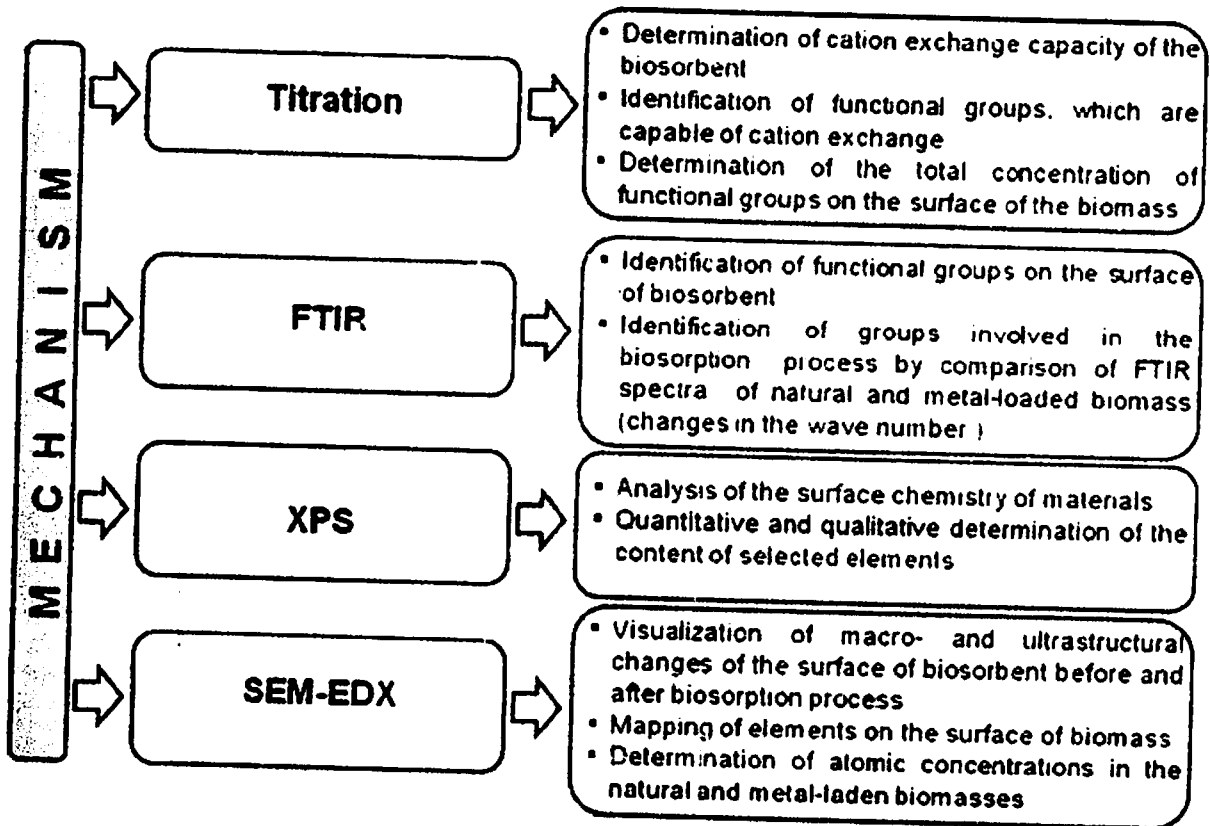 MECHANISM
Titration
• Determination of cation exchange capacity of the
biosorbent
• Identification of functional groups. which are
capable of cation exchange
• Determination of the total concentration of
functional groups on the surface of the biomass
FTIR
• Identification of functional groups on the surface
of biosorbent
• Identification of groups involved in the
biosorption process by comparison of FTIR
spectra of natural and metal-loaded biomass
(changes in the wave number )
XPS
• Analysis of the surface chemistry of materials
• Quantitative and qualitative determination of the
content of selected elements
SEM-EDX
• Visualization of macro- and ultrastructural
changes of the surface of biosorbent before and
after biosorption process
• Mapping of elements on the surface of biomass
• Determination of atomic concentrations in the
natural and metal-laden biomasses